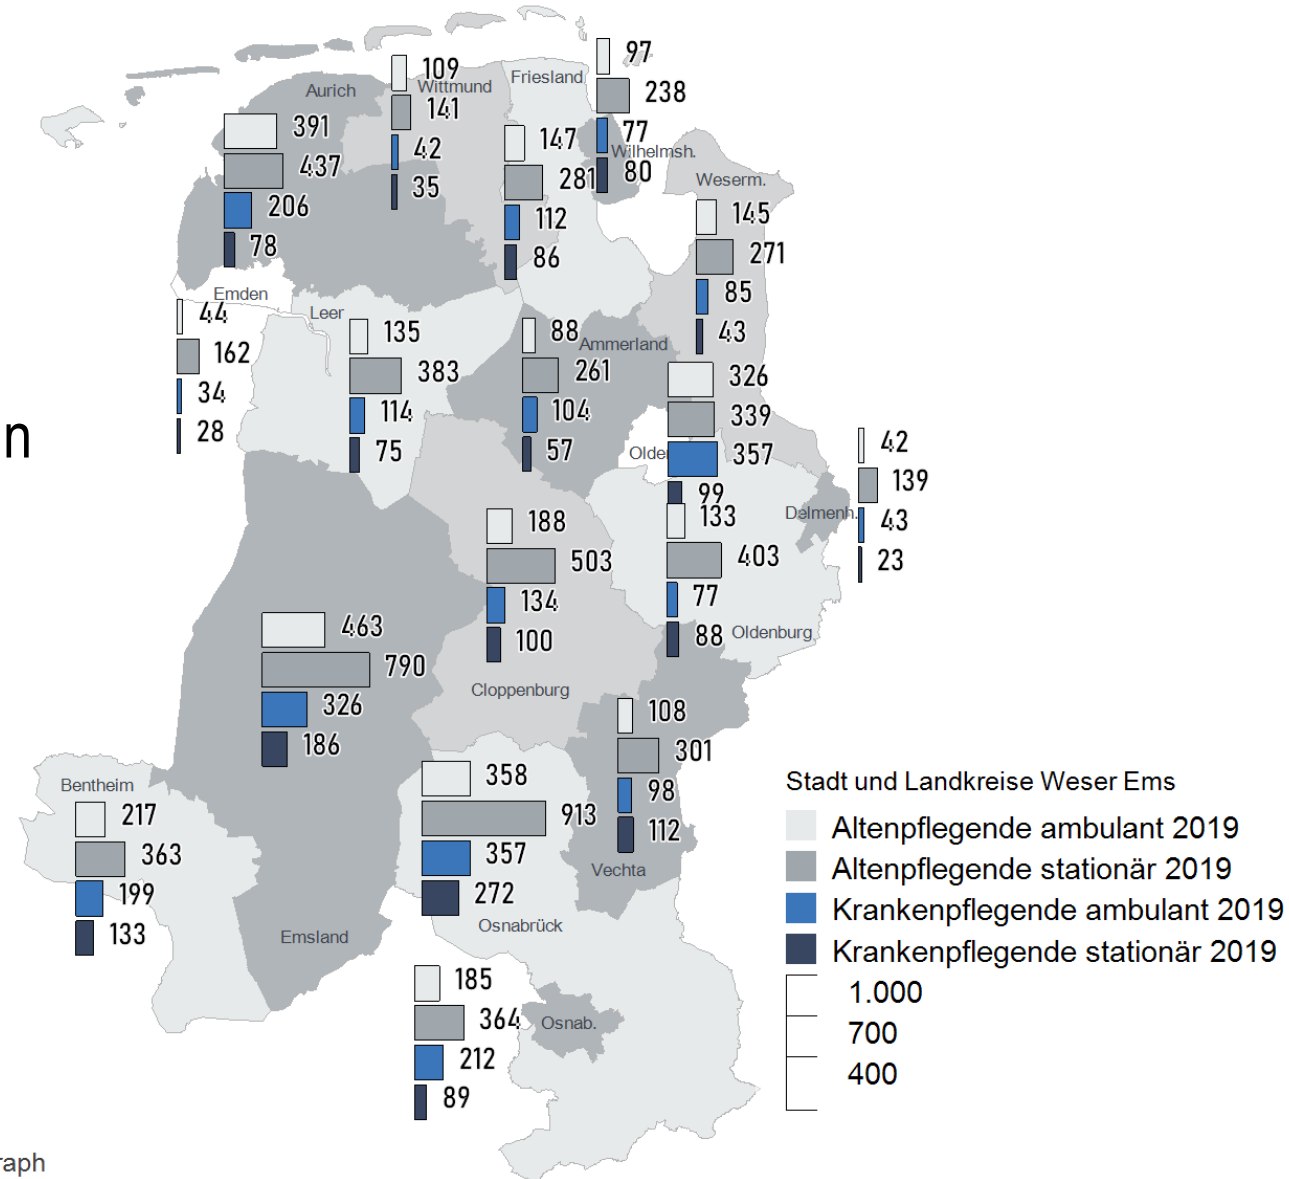 97
109
Wittmund
Friesland
238
Aurich
141
391
147
77
Wilhelmsh.
42
437
281
80
Weserm.
35
206
112
145
78
86
271
Emden
85
44
Leer
135
88
Ammerland
43
162
383
261
326
34
114
104
339
28
75
57
Olde
357
42
n
99
139
188
133
Delmenh.
43
503
403
23
134
77
463
100
88
Oldenburg
790
Cloppenburg
326
108
186
301
358
98
Bentheim
913
112
217
357
Vechta
363
272
199
Osnabrück
133
Emsland
185
364
Osnab.
212
89
Stadt und Landkreise Weser Ems
Altenpflegende ambulant 2019
Altenpflegende stationär 2019
Krankenpflegende ambulant 2019
Krankenpflegende stationär 2019
1.000
700
400
raph